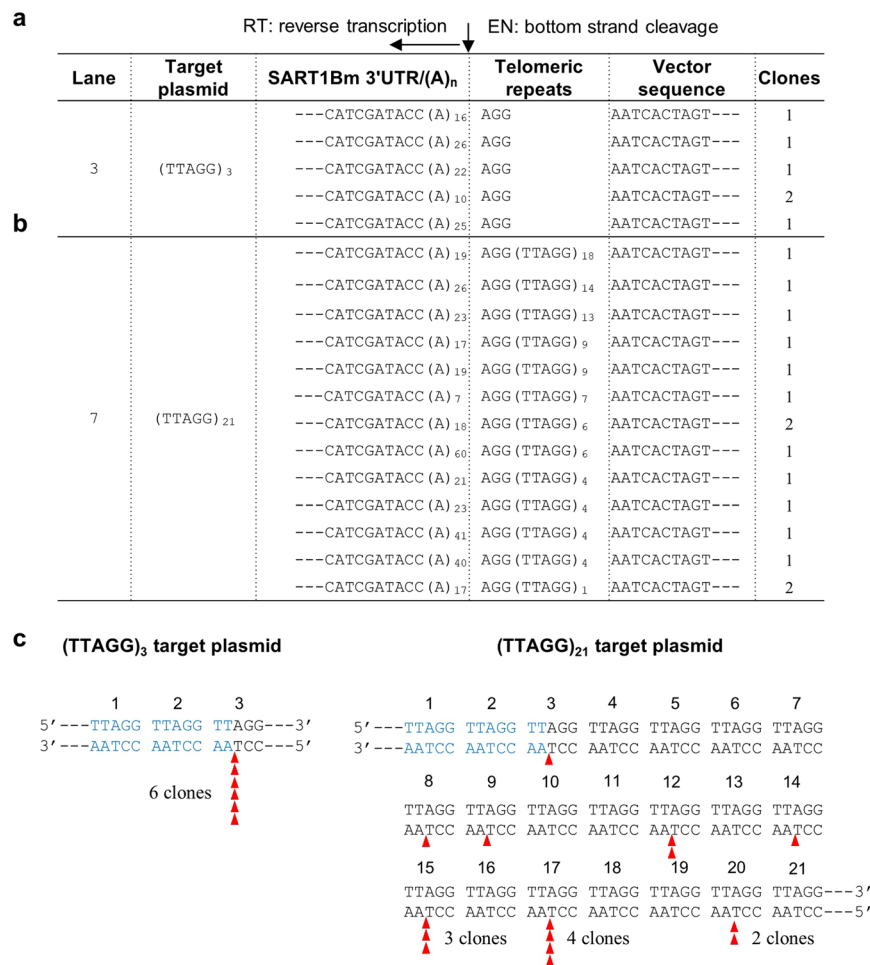 a
RT: reverse transcription EN: bottom strand cleavage
Lane Target plasmid SART1Bm 3'UTR/(A)n Telomeric repeats Vector sequence Clones
---CATCGATACC(A)16 AGG AATCACTAGT--- 1
---CATCGATACC(A)26 AGG AATCACTAGT--- 1
3 (TTAGG)3 ---CATCGATACC(A)22 AGG AATCACTAGT--- 1
---CATCGATACC(A)10 AGG AATCACTAGT--- 2
b
---CATCGATACC(A)25 AGG AATCACTAGT--- 1
---CATCGATACC(A)19 AGG(TTAGG)18 AATCACTAGT--- 1
---CATCGATACC(A)26 AGG(TTAGG)14 AATCACTAGT--- 1
---CATCGATACC(A)23 AGG(TTAGG)13 AATCACTAGT--- 1
---CATCGATACC(A)17 AGG(TTAGG)9 AATCACTAGT--- 1
---CATCGATACC(A)19 AGG(TTAGG)9 AATCACTAGT--- 1
---CATCGATACC(A)7 AGG(TTAGG)7 AATCACTAGT--- 1
7 (TTAGG)21 ---CATCGATACC(A)18 AGG(TTAGG)6 AATCACTAGT--- 2
---CATCGATACC(A)60 AGG(TTAGG)6 AATCACTAGT--- 1
---CATCGATACC(A)21 AGG(TTAGG)4 AATCACTAGT--- 1
---CATCGATACC(A)23 AGG(TTAGG)4 AATCACTAGT--- 1
---CATCGATACC(A)41 AGG(TTAGG)4 AATCACTAGT--- 1
---CATCGATACC(A)40 AGG(TTAGG)4 AATCACTAGT--- 1
---CATCGATACC(A)17 AGG(TTAGG)1 AATCACTAGT--- 2
c
(TTAGG)3 target plasmid
1 2 3
5'---TTAGG TTAGG TTAGG---3'
3'---AATCC AATCC AATCC---5'
6 clones
(TTAGG)21 target plasmid
1 2 3 4 5 6 7
5'---TTAGG TTAGG TTAGG TTAGG TTAGG TTAGG TTAGG
3'---AATCC AATCC AATCC AATCC AATCC AATCC AATCC
8 9 10 11 12 13 14
TTAGG TTAGG TTAGG TTAGG TTAGG TTAGG TTAGG
AATCC AATCC AATCC AATCC AATCC AATCC AATCC
15 16 17 18 19 20 21
TTAGG TTAGG TTAGG TTAGG TTAGG TTAGG TTAGG---3'
AATCC AATCC AATCC AATCC AATCC AATCC AATCC---5'
3 clones 4 clones 2 clones